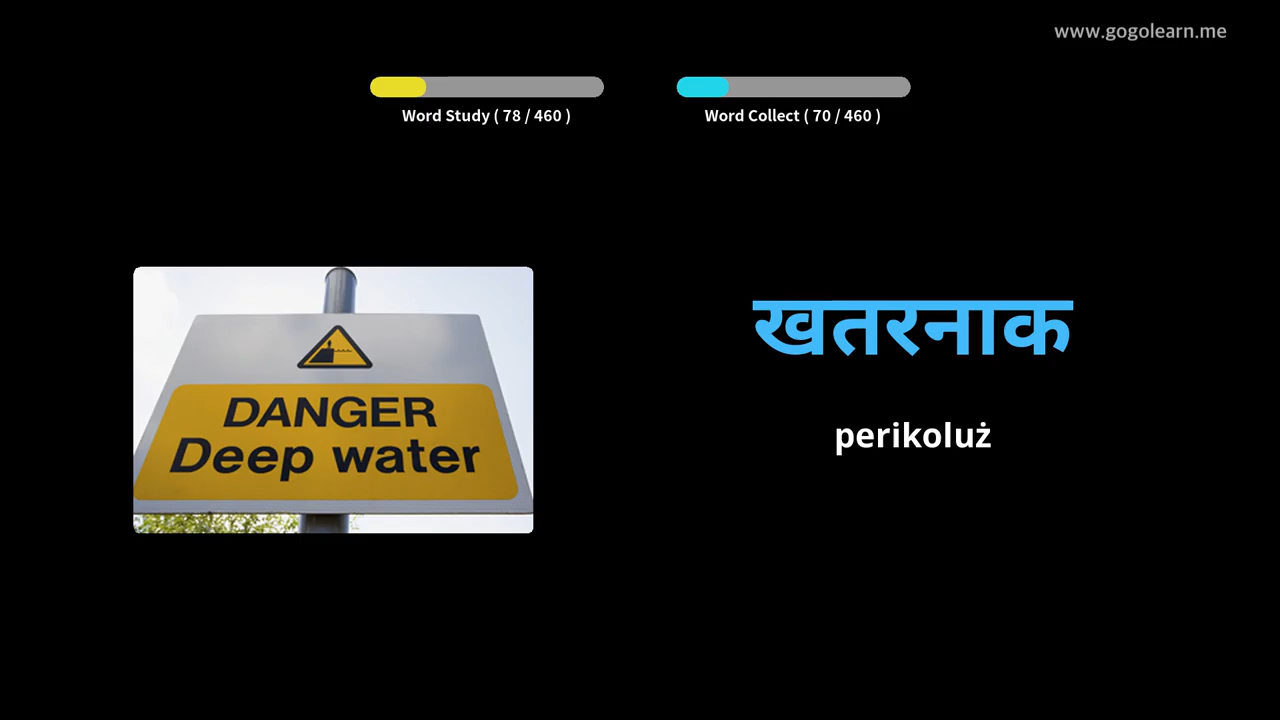 www.gogolearn.me
Word Study ( 78 / 460 )
Word Collect ( 70 / 460 )
DANGER
Deep water
खतरनाक
perikoluż